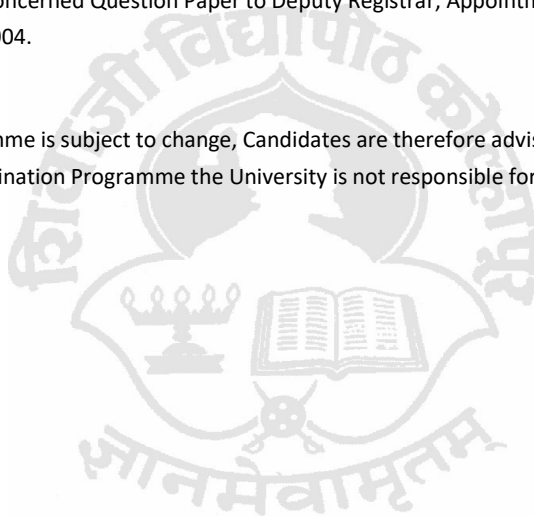 oncerned Question Paper to Deputy Registrar, Appointm
004.
nme is subject to change, Candidates are therefore advis
ination Programme the University is not responsible for
शिवाजी विद्यापीठ कोल्हापूर
ज्ञानमेवामृतम्